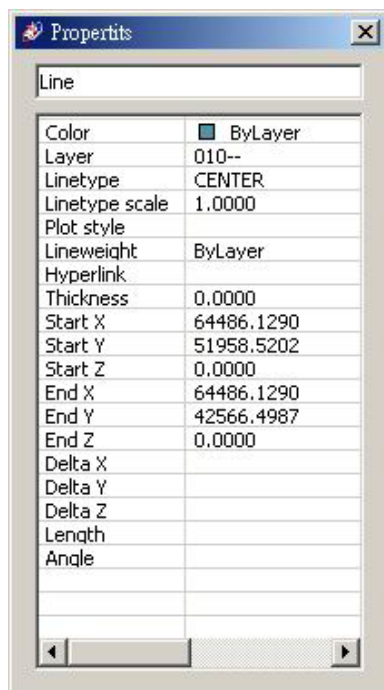 Propertits
Line
Color ByLayer
Layer 010--
Linetype CENTER
Linetype scale 1.0000
Plot style
Lineweight ByLayer
Hyperlink
Thickness 0.0000
Start X 64486.1290
Start Y 51958.5202
Start Z 0.0000
End X 64486.1290
End Y 42566.4987
End Z 0.0000
Delta X
Delta Y
Delta Z
Length
Angle